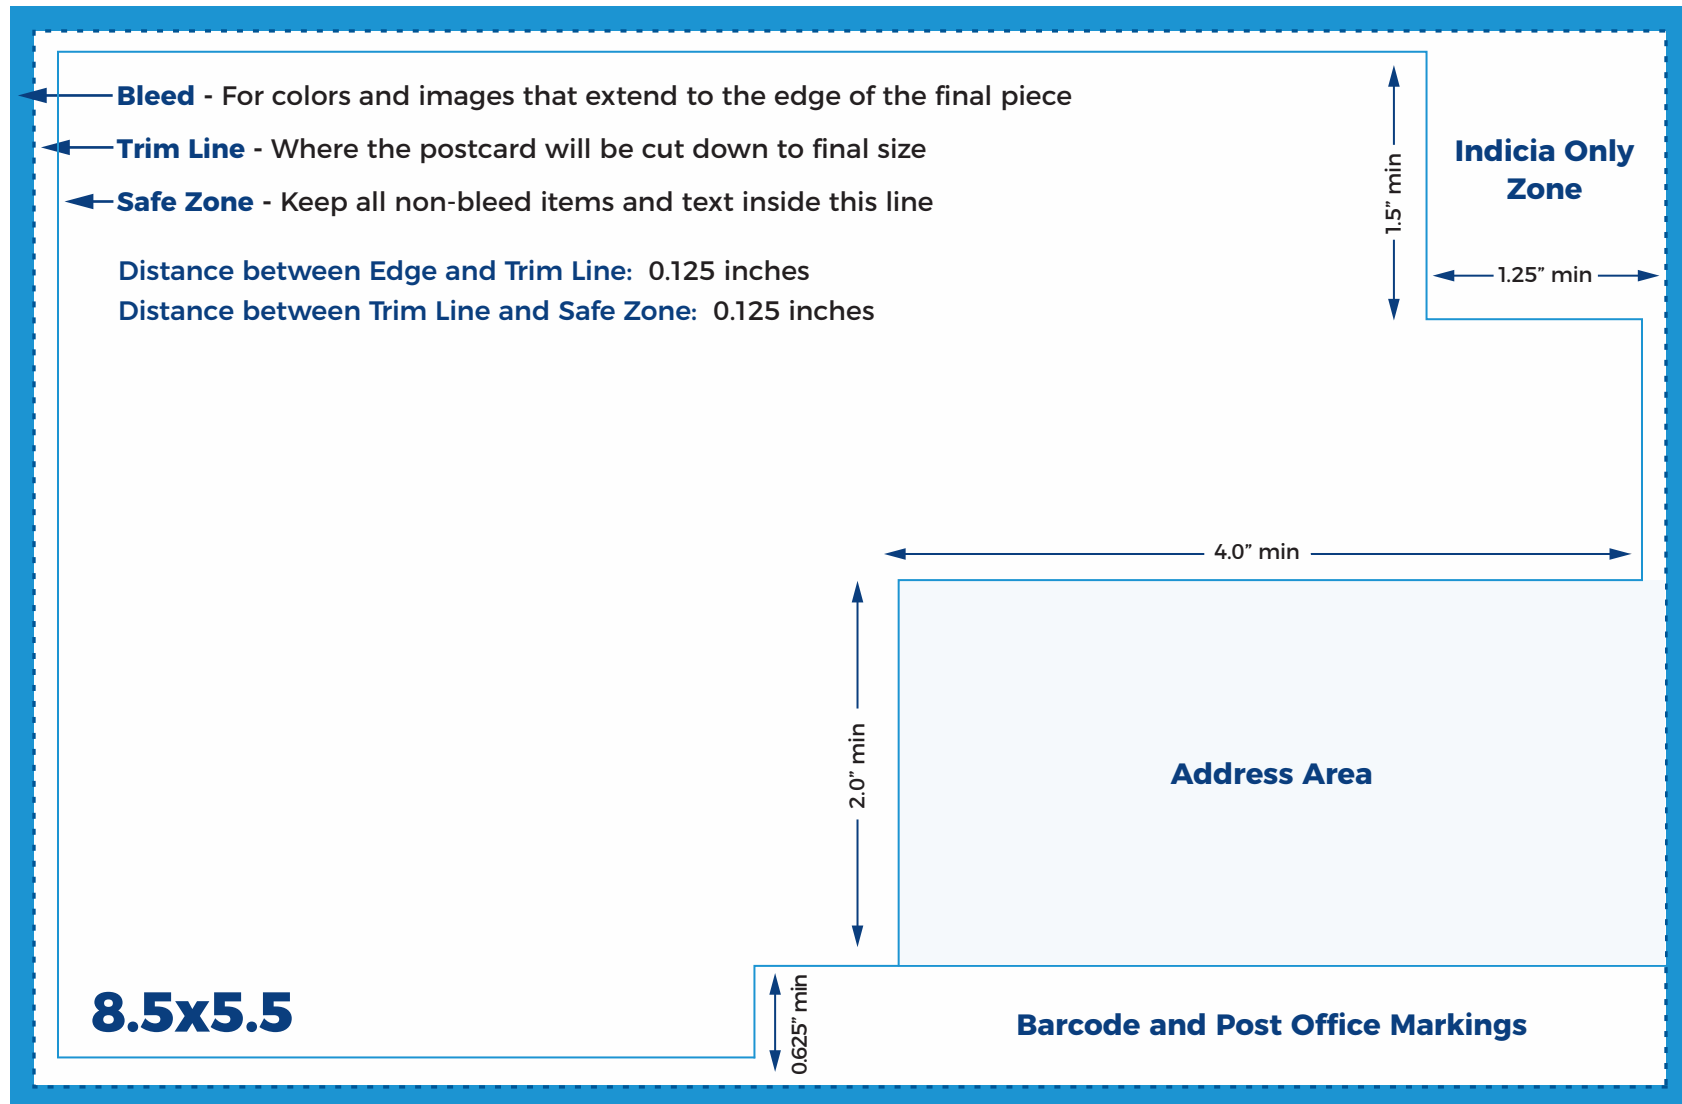 Bleed - For colors and images that extend to the edge of the final piece
Trim Line - Where the postcard will be cut down to final size
Safe Zone - Keep all non-bleed items and text inside this line
Distance between Edge and Trim Line: 0.125 inches
Distance between Trim Line and Safe Zone: 0.125 inches
1.5” min
Indicia Only
Zone
1.25” min
4.0” min
2.0” min
Address Area
8.5x5.5
0.625” min
Barcode and Post Office Markings